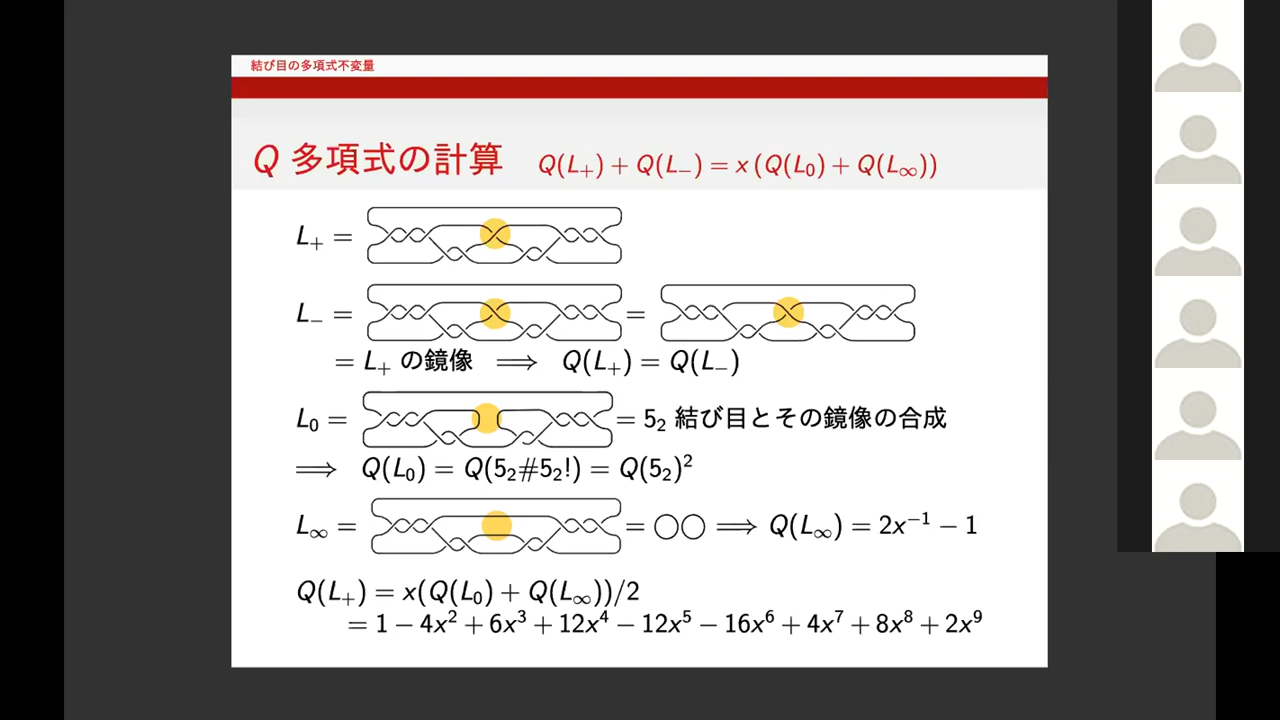 結び目の多項式不変量
Q 多項式の計算 Q(L₊) + Q(L₋) = x (Q(L₀) + Q(L∞))
L₊ =
L₋ = =
= L₊ の鏡像 ⟹ Q(L₊) = Q(L₋)
L₀ = = 5₂ 結び目とその鏡像の合成
⟹ Q(L₀) = Q(5₂#5₂!) = Q(5₂)²
L∞ = = ○○ ⟹ Q(L∞) = 2x⁻¹ − 1
Q(L₊) = x(Q(L₀) + Q(L∞))/2
= 1 − 4x² + 6x³ + 12x⁴ − 12x⁵ − 16x⁶ + 4x⁷ + 8x⁸ + 2x⁹